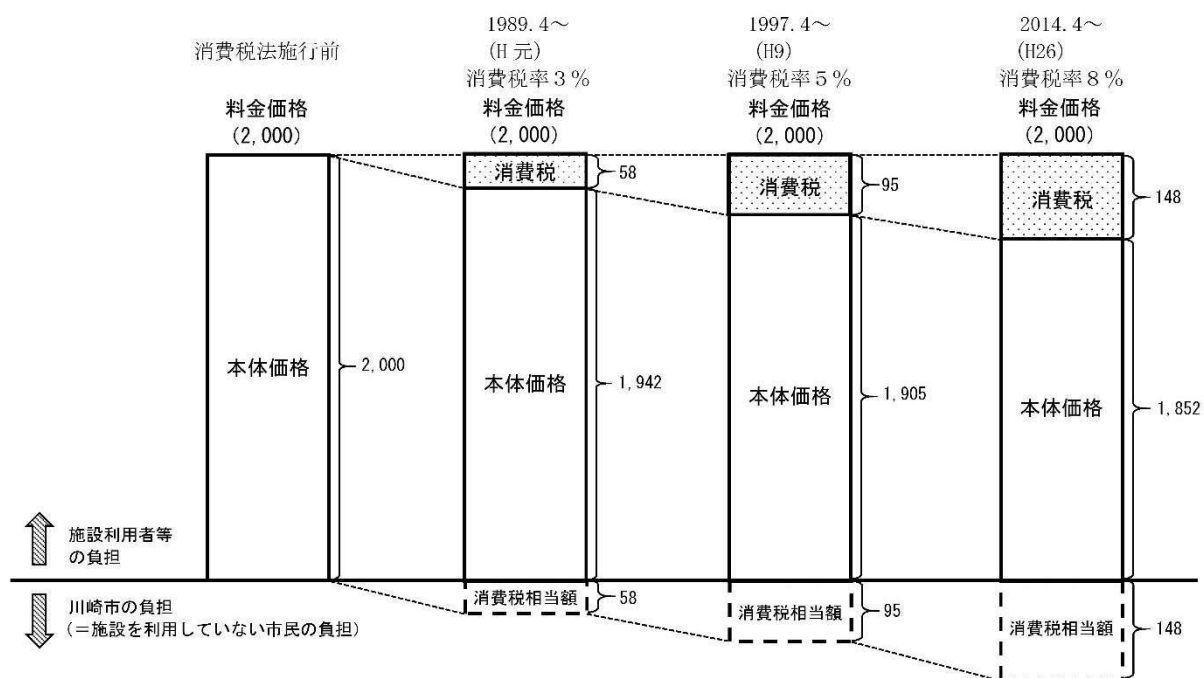 消費税法施行前
1989.4～
(H元)
消費税率3%
1997.4～
(H9)
消費税率5%
2014.4～
(H26)
消費税率8%
料金価格
(2,000)
料金価格
(2,000)
料金価格
(2,000)
料金価格
(2,000)
消費税
58
消費税
95
消費税
148
本体価格
2,000
本体価格
1,942
本体価格
1,905
本体価格
1,852
施設利用者等
の負担
川崎市の負担
(=施設を利用していない市民の負担)
消費税相当額
58
消費税相当額
95
消費税相当額
148